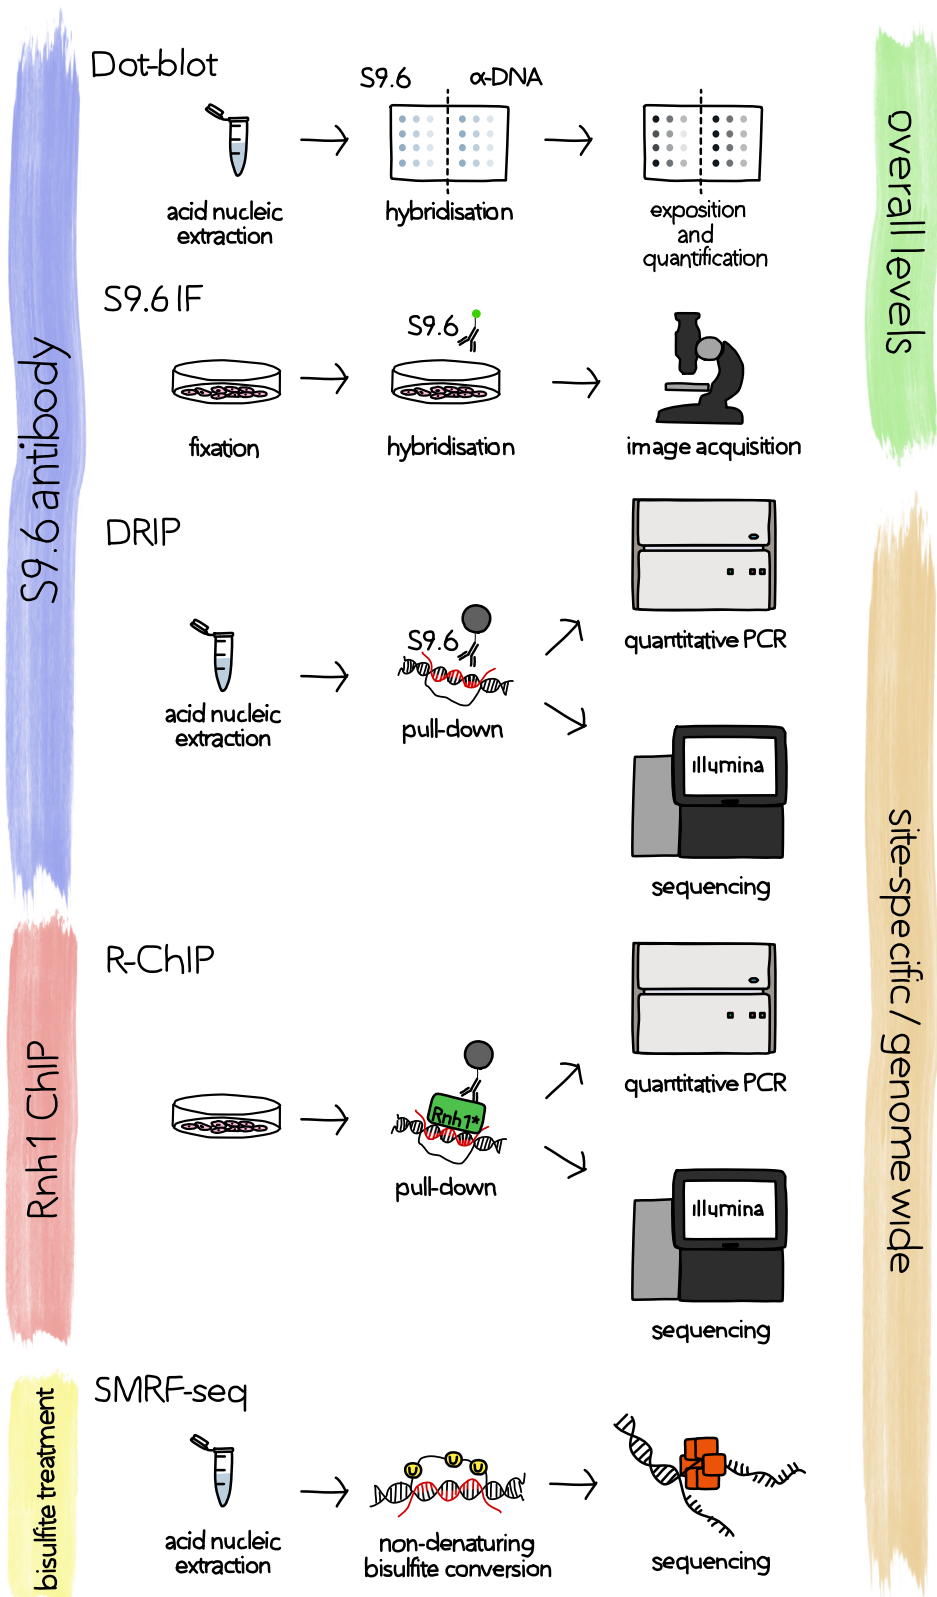 Dot-blot
S9.6
α-DNA
acid nucleic
extraction
hybridisation
exposition
and
quantification
S9.6 IF
S9.6
fixation
hybridisation
image acquisition
DRIP
S9.6
acid nucleic
extraction
pull-down
quantitative PCR
illumina
sequencing
R-ChIP
Rnh1*
pull-down
quantitative PCR
illumina
sequencing
SMRF-seq
U
U
U
acid nucleic
extraction
non-denaturing
bisulfite conversion
sequencing
S9.6 antibody
Rnh1 ChIP
bisulfite treatment
overall levels
site-specific / genome wide